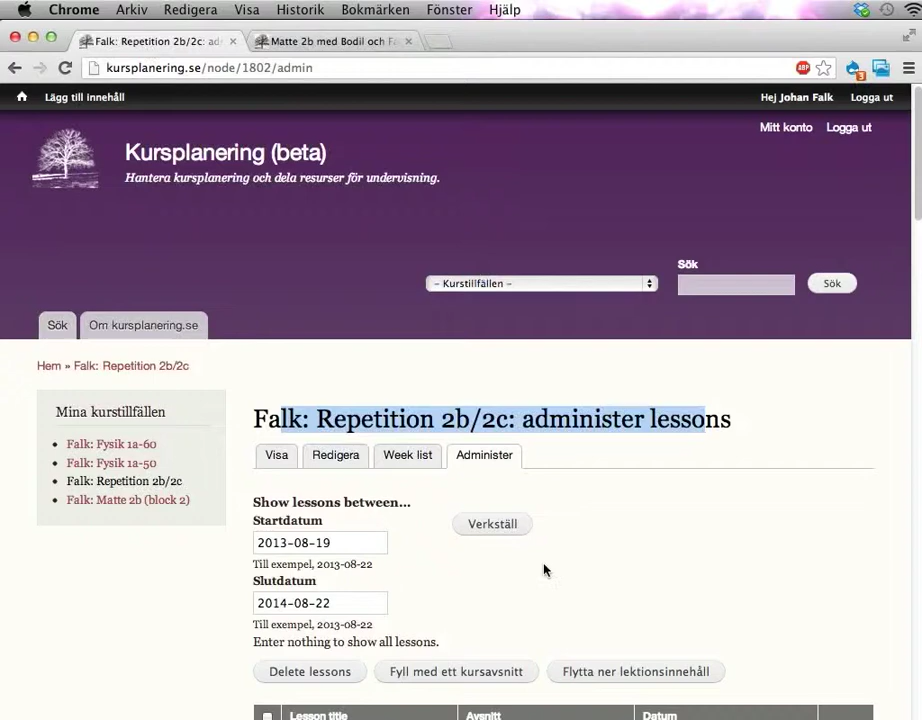 Chrome Arkiv Redigera Visa Historik Bokmärken Fönster Hjälp
Falk: Repetition 2b/2c: ad
Matte 2b med Bodil och Fa
kursplanering.se/node/1802/admin
ABP
3
Lägg till innehåll
Hej Johan Falk Logga ut
Mitt konto Logga ut
Kursplanering (beta)
Hantera kursplanering och dela resurser för undervisning.
- Kurstillfällen -
Sök
Sök
Sök Om kursplanering.se
Hem » Falk: Repetition 2b/2c
Mina kurstillfällen
Falk: Fysik 1a-60
Falk: Fysik 1a-50
Falk: Repetition 2b/2c
Falk: Matte 2b (block 2)
Falk: Repetition 2b/2c: administer lessons
Visa Redigera Week list Administer
Show lessons between...
Startdatum
2013-08-19
Verkställ
Till exempel, 2013-08-22
Slutdatum
2014-08-22
Till exempel, 2013-08-22
Enter nothing to show all lessons.
Delete lessons Fyll med ett kursavsnitt Flytta ner lektionsinnehåll
Lesson title Avsnitt Datum